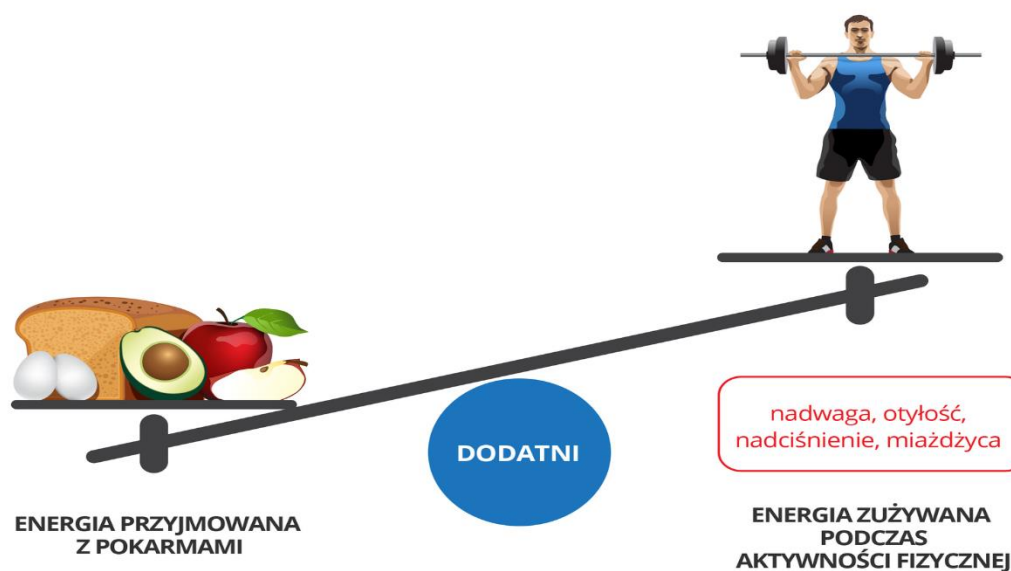 DODATNI
nadwaga, otyłość,
nadciśnienie, miażdżyca
ENERGIA PRZYJMOWANA
Z POKARMAMI
ENERGIA ZUŻYWANA
PODCZAS
AKTYWNOŚCI FIZYCZNEJ